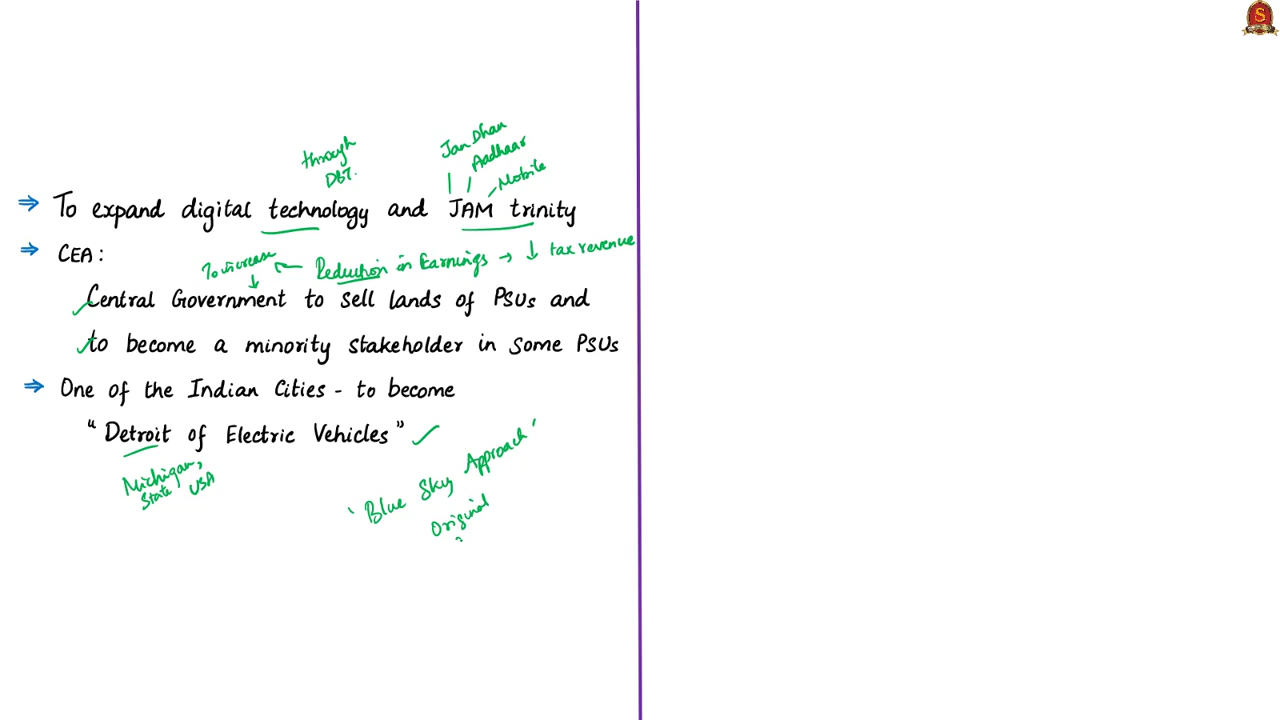 through
DBT.
Jan Dhan
Aadhaar
Mobile
⇒ To expand digital technology and JAM trinity
⇒ CEA:
To increase ← Reduction in Earnings → ↓ tax revenue
Central Government to sell lands of PSUs and
to become a minority stakeholder in some PSUs
⇒ One of the Indian Cities - to become
"Detroit of Electric Vehicles"
Michigan,
State USA
'Blue Sky Approach'
Original
S